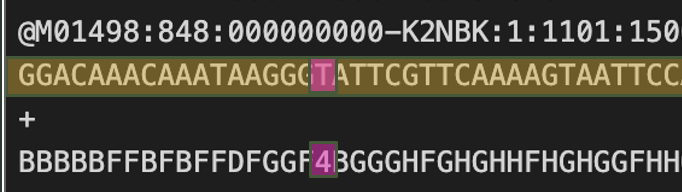 @M01498:848:000000000-K2NBK:1:1101:150
GGACAAACAAATAAGGGTATTCGTTCAAAAGTAATTCC
+
BBBBBFFBFBFFDFGGF4BGGGHFGHGHHFHGHGGFHH